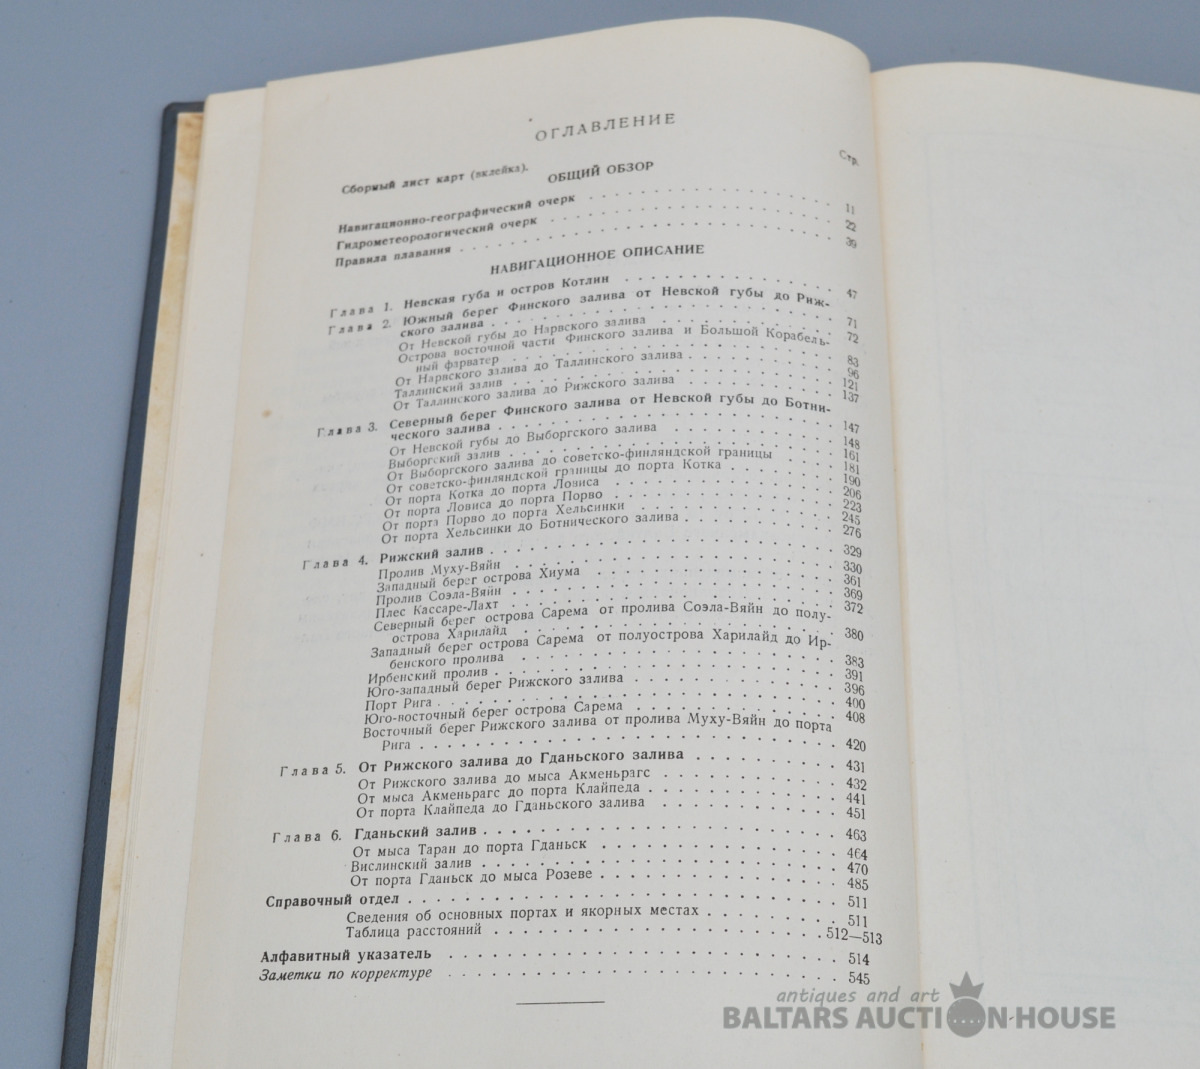 ОГЛАВЛЕНИЕ
Стр.
Сборный лист карт (вклейка).
ОБЩИЙ ОБЗОР
Навигационно-географический очерк . . . 11
Гидрометеорологический очерк . . . 22
Правила плавания . . . 39
НАВИГАЦИОННОЕ ОПИСАНИЕ
Глава 1. Невская губа и остров Котлин . . . 47
Глава 2. Южный берег Финского залива от Невской губы до Риж-
ского залива . . . 71
От Невской губы до Нарвского залива . . . 72
Острова восточной части Финского залива и Большой Корабель-
ный фарватер . . . 83
От Нарвского залива до Таллинского залива . . . 96
Таллинский залив . . . 121
От Таллинского залива до Рижского залива . . . 137
Глава 3. Северный берег Финского залива от Невской губы до Ботни-
ческого залива . . . 147
От Невской губы до Выборгского залива . . . 148
Выборгский залив . . . 161
От Выборгского залива до советско-финляндской границы . . . 181
От советско-финляндской границы до порта Котка . . . 190
От порта Котка до порта Ловиса . . . 206
От порта Ловиса до порта Порво . . . 223
От порта Порво до порта Хельсинки . . . 245
От порта Хельсинки до Ботнического залива . . . 276
Глава 4. Рижский залив . . . 329
Пролив Муху-Вяйн . . . 330
Западный берег острова Хиума . . . 361
Пролив Соэла-Вяйн . . . 369
Плес Кассаре-Лахт . . . 372
Северный берег острова Сарема от пролива Соэла-Вяйн до полу-
острова Харилайд . . . 380
Западный берег острова Сарема от полуострова Харилайд до Ир-
бенского пролива . . . 383
Ирбенский пролив . . . 391
Юго-западный берег Рижского залива . . . 396
Порт Рига . . . 400
Юго-восточный берег острова Сарема . . . 408
Восточный берег Рижского залива от пролива Муху-Вяйн до порта
Рига . . . 420
Глава 5. От Рижского залива до Гданьского залива . . . 431
От Рижского залива до мыса Акменьрагс . . . 432
От мыса Акменьрагс до порта Клайпеда . . . 441
От порта Клайпеда до Гданьского залива . . . 451
Глава 6. Гданьский залив . . . 463
От мыса Таран до порта Гданьск . . . 464
Вислинский залив . . . 470
От порта Гданьск до мыса Розеве . . . 485
Справочный отдел . . . 511
Сведения об основных портах и якорных местах . . . 511
Таблица расстояний . . . 512—513
Алфавитный указатель . . . 514
Заметки по корректуре . . . 545
antiques and art
BALTARS AUCTION HOUSE